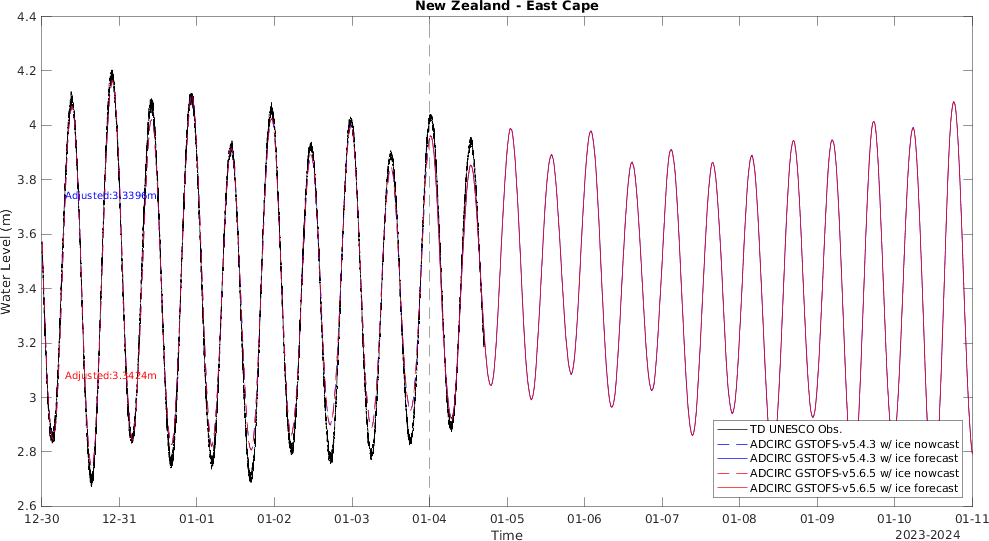 New Zealand - East Cape
4.4
4.2
4
3.8
3.6
3.4
3.2
3
2.8
2.6
Water Level (m)
Adjusted:3.3396m
Adjusted:3.3424m
TD UNESCO Obs.
ADCIRC GSTOFS-v5.4.3 w/ ice nowcast
ADCIRC GSTOFS-v5.4.3 w/ ice forecast
ADCIRC GSTOFS-v5.6.5 w/ ice nowcast
ADCIRC GSTOFS-v5.6.5 w/ ice forecast
12-30 12-31 01-01 01-02 01-03 01-04 01-05 01-06 01-07 01-08 01-09 01-10 01-11
Time
2023-2024